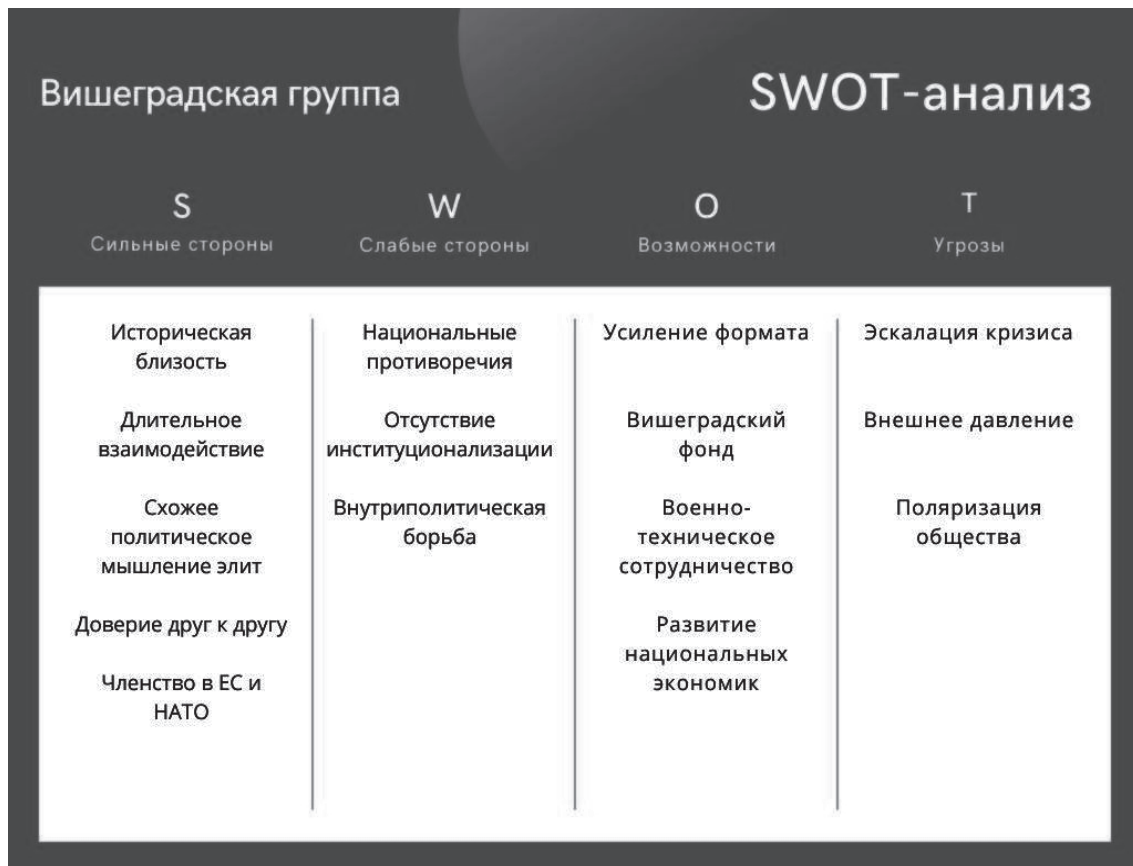 Вишеградская группа
SWOT-анализ
S
Сильные стороны
W
Слабые стороны
O
Возможности
T
Угрозы
Историческая
близость
Длительное
взаимодействие
Схожее
политическое
мышление элит
Доверие друг к другу
Членство в ЕС и
НАТО
Национальные
противоречия
Отсутствие
институционализации
Внутриполитическая
борьба
Усиление формата
Вишеградский
фонд
Военно-
техническое
сотрудничество
Развитие
национальных
экономик
Эскалация кризиса
Внешнее давление
Поляризация
общества